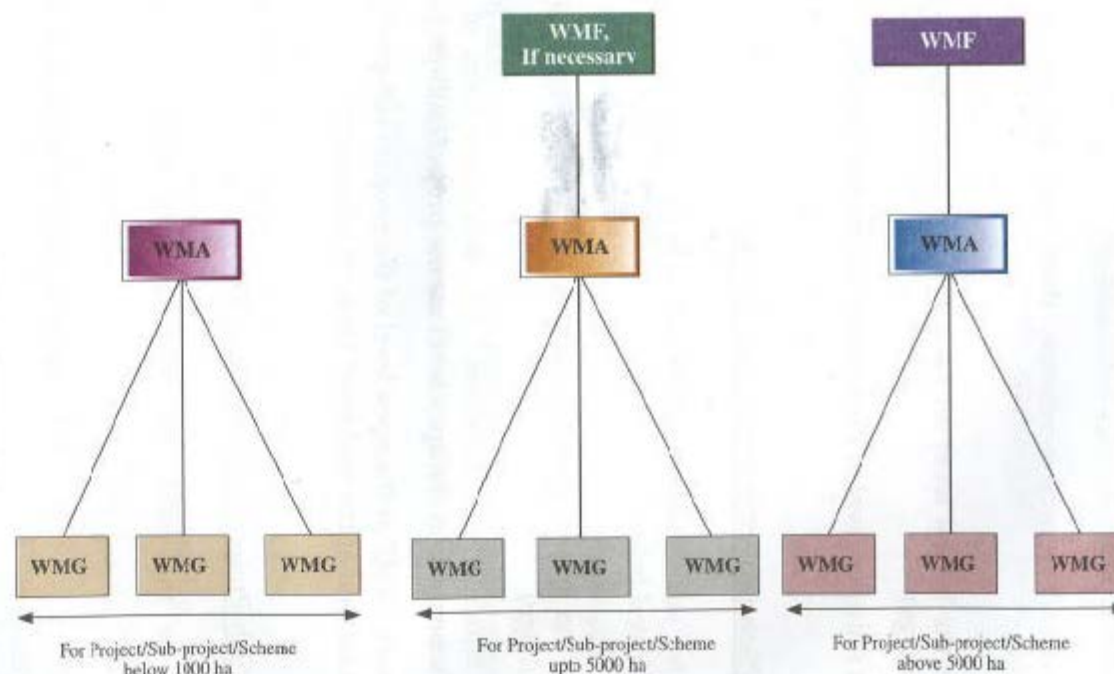 WMF,
If necessary
WMF
WMA
WMA
WMA
WMG
WMG
WMG
WMG
WMG
WMG
WMG
WMG
WMG
For Project/Sub-project/Scheme
below 1000 ha
For Project/Sub-project/Scheme
upto 5000 ha
For Project/Sub-project/Scheme
above 5000 ha